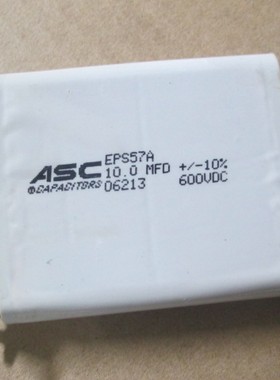 EPS57A
ASC 10.0 MFD +/-10%
®CAPACITORS 06213 600VDC